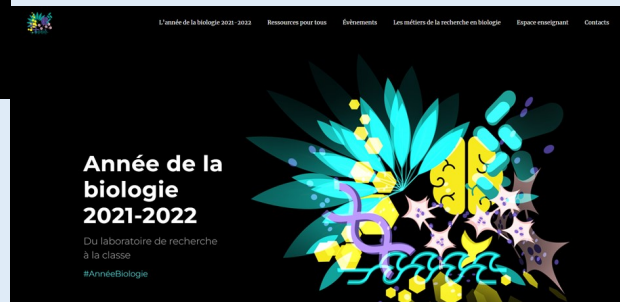 L'année de la biologie 2021-2022 Ressources pour tous Évènements Les métiers de la recherche en biologie Espace enseignant Contacts
Année de la
biologie
2021-2022
Du laboratoire de recherche
à la classe
#AnnéeBiologie